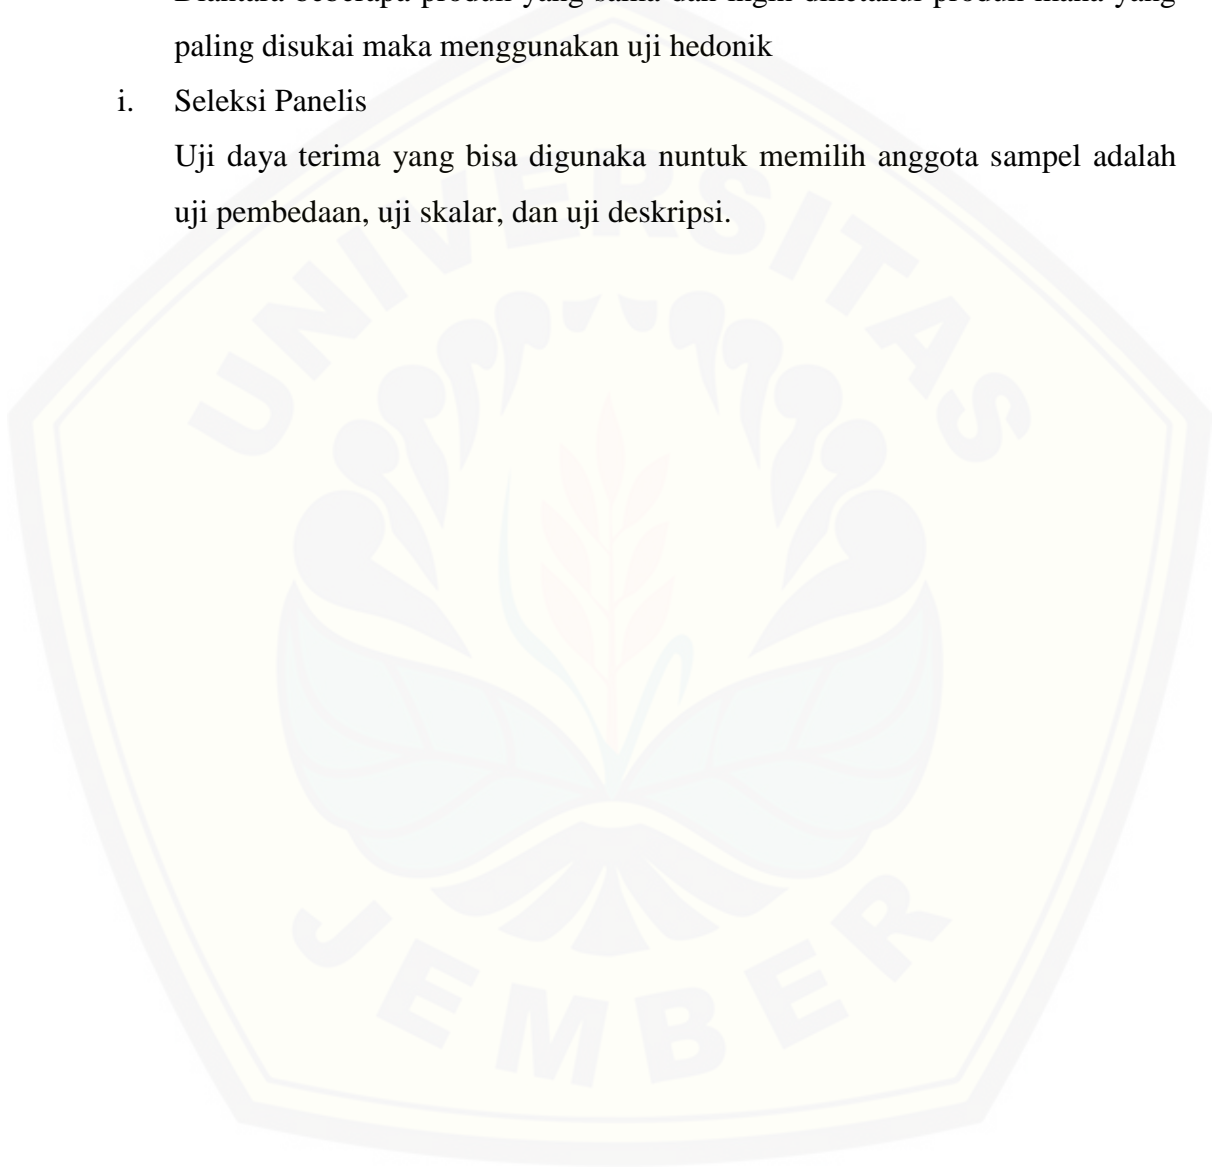 paling disukai maka menggunakan uji hedonik
i. Seleksi Panelis
Uji daya terima yang bisa digunaka nuntuk memilih anggota sampel adalah
uji pembedaan, uji skalar, dan uji deskripsi.
UNIVERSITAS
JEMBER